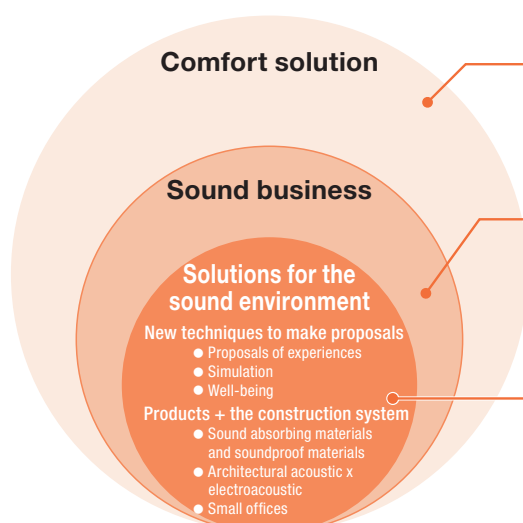 Comfort solution
Sound business
Solutions for the
sound environment
New techniques to make proposals
● Proposals of experiences
● Simulation
● Well-being
Products + the construction system
● Sound absorbing materials
and soundproof materials
● Architectural acoustic x
electroacoustic
● Small offices